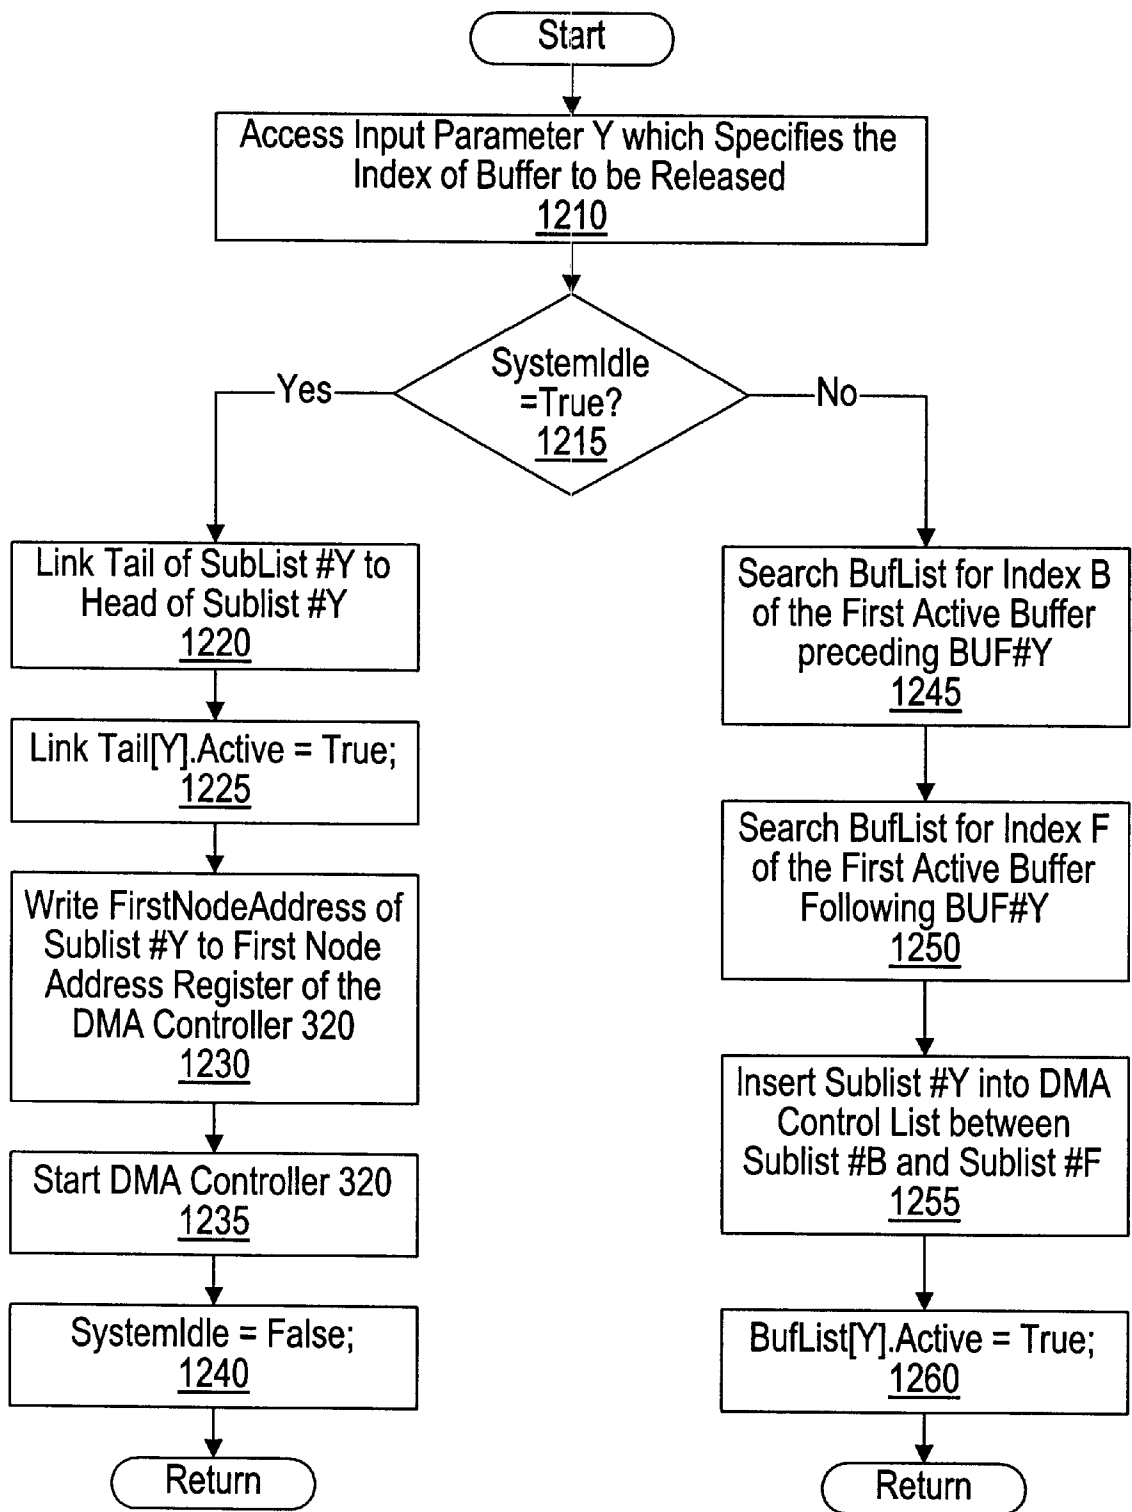 Start
Access Input Parameter Y which Specifies the
Index of Buffer to be Released
1210
SystemIdle
=True?
1215
Yes
No
Link Tail of SubList #Y to
Head of Sublist #Y
1220
Link Tail[Y].Active = True;
1225
Write FirstNodeAddress of
Sublist #Y to First Node
Address Register of the
DMA Controller 320
1230
Start DMA Controller 320
1235
SystemIdle = False;
1240
Return
Search BufList for Index B
of the First Active Buffer
preceding BUF#Y
1245
Search BufList for Index F
of the First Active Buffer
Following BUF#Y
1250
Insert Sublist #Y into DMA
Control List between
Sublist #B and Sublist #F
1255
BufList[Y].Active = True;
1260
Return